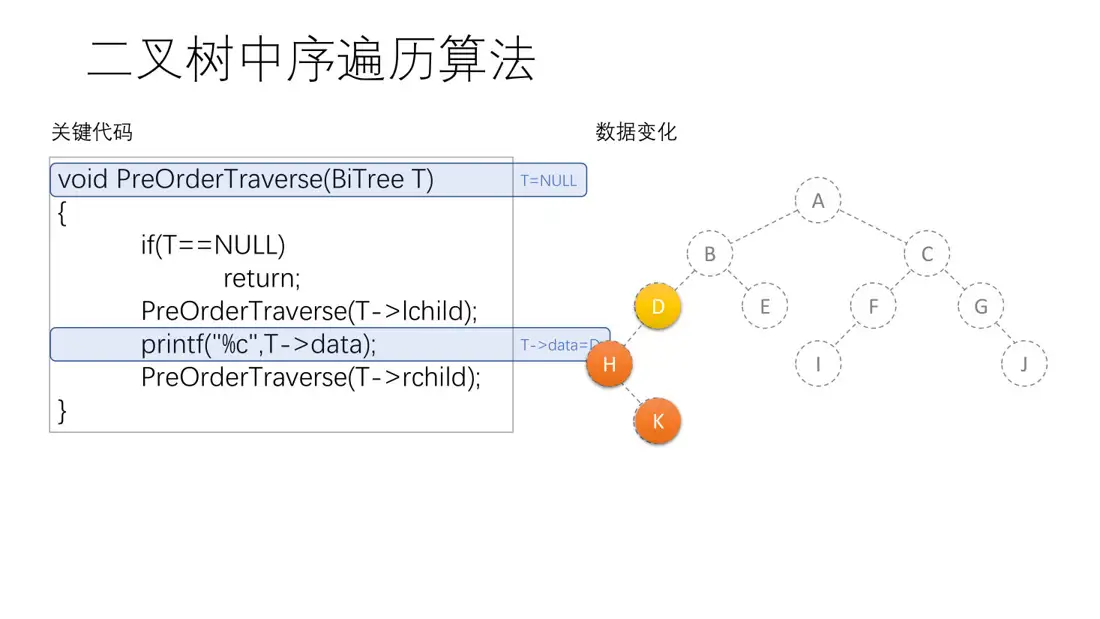 二叉树中序遍历算法
关键代码
void PreOrderTraverse(BiTree T)
T=NULL
{
if(T==NULL)
return;
PreOrderTraverse(T->lchild);
printf("%c",T->data);
T->data=D
PreOrderTraverse(T->rchild);
}
数据变化
A
B
C
D
E
F
G
H
I
J
K